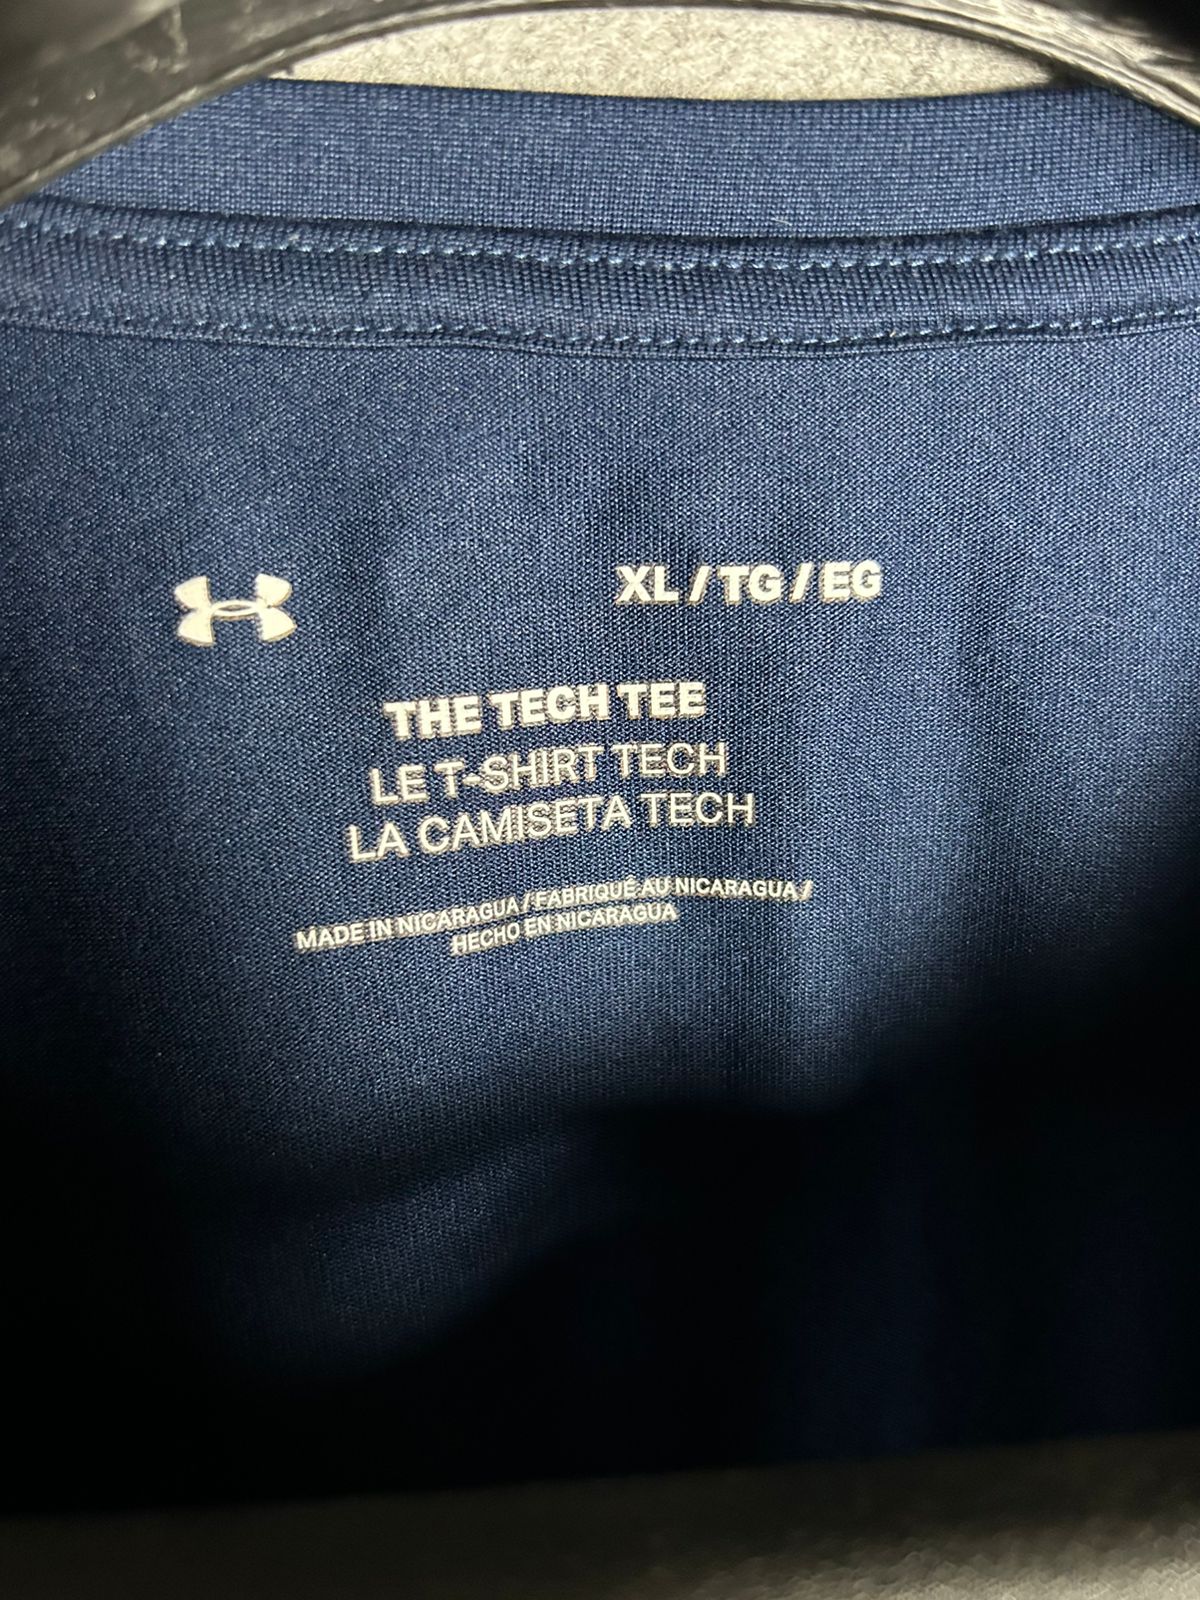 XL / TG / EG
THE TECH TEE
LE T-SHIRT TECH
LA CAMISETA TECH
MADE IN NICARAGUA / FABRIQUÉ AU NICARAGUA /
HECHO EN NICARAGUA